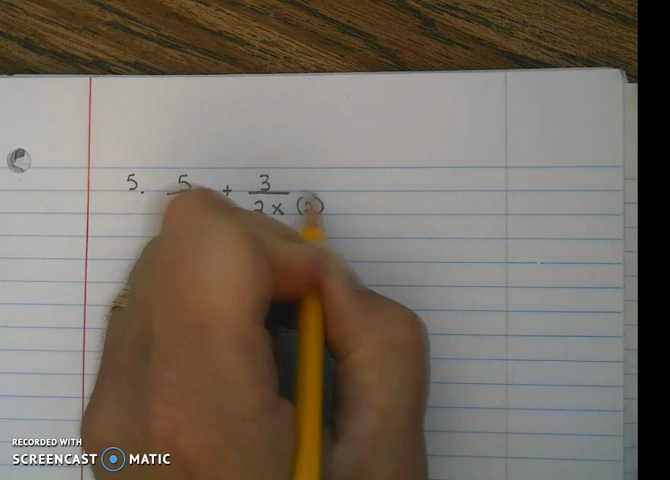 5. 5 + 3
2x ( )
RECORDED WITH
SCREENCAST MATIC